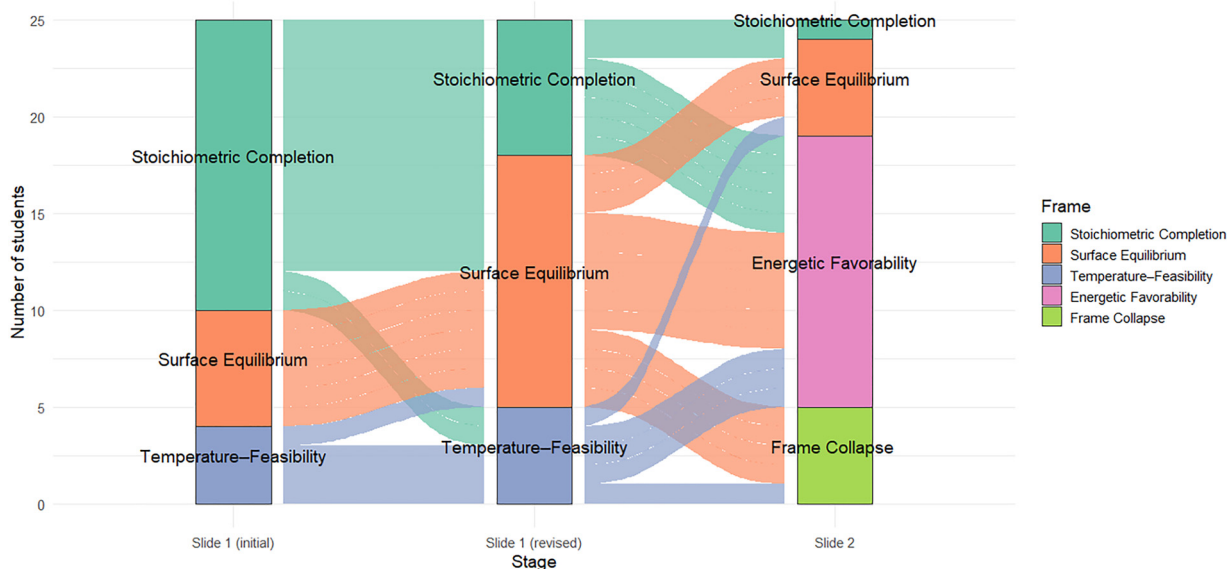 25
20
15
10
5
0
Number of students
Stoichiometric Completion
Surface Equilibrium
Temperature–Feasibility
Stoichiometric Completion
Surface Equilibrium
Temperature–Feasibility
Stoichiometric Completion
Surface Equilibrium
Energetic Favorability
Frame Collapse
Slide 1 (initial)
Slide 1 (revised)
Slide 2
Stage
Frame
Stoichiometric Completion
Surface Equilibrium
Temperature–Feasibility
Energetic Favorability
Frame Collapse